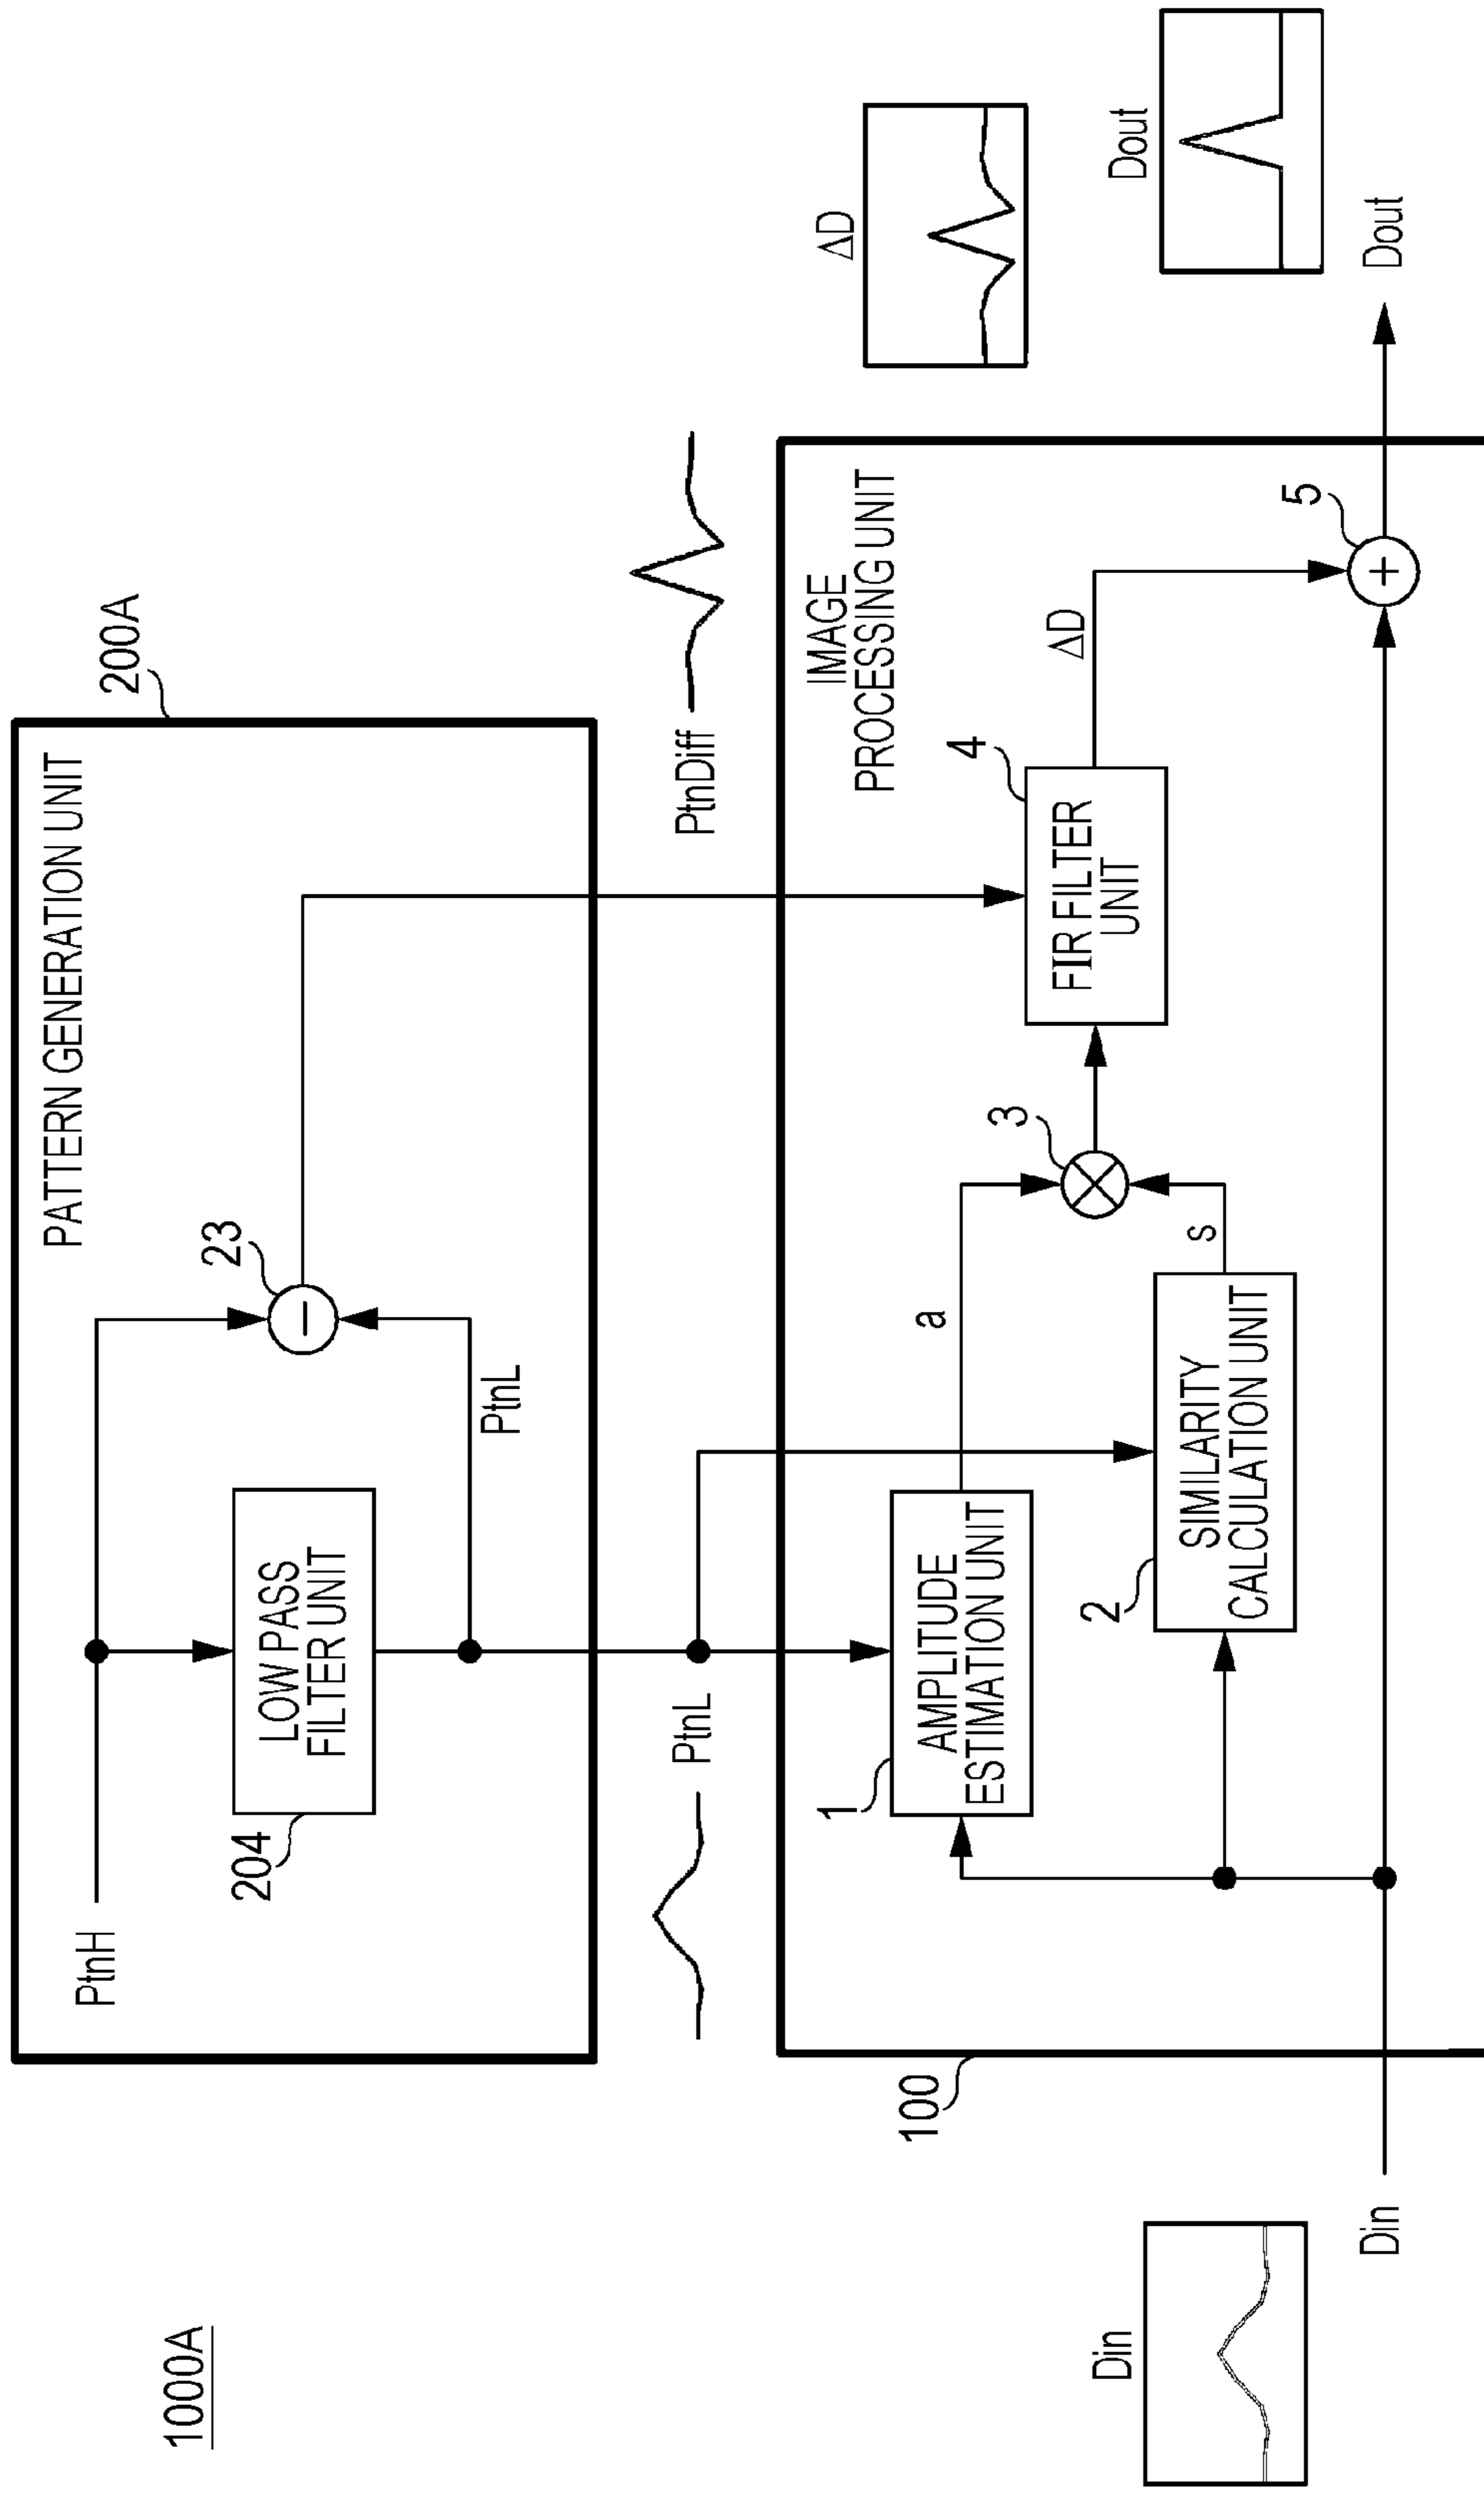 1000A
PATTERN GENERATION UNIT
200A
PtnH
LOW PASS
FILTER UNIT
204
23
PtnL
PtnL
PtnDiff
IMAGE
PROCESSING UNIT
100
AMPLITUDE
ESTIMATION UNIT
1
a
SIMILARITY
CALCULATION UNIT
2
s
3
FIR FILTER
UNIT
4
ΔD
5
ΔD
Din
Din
Dout
Dout